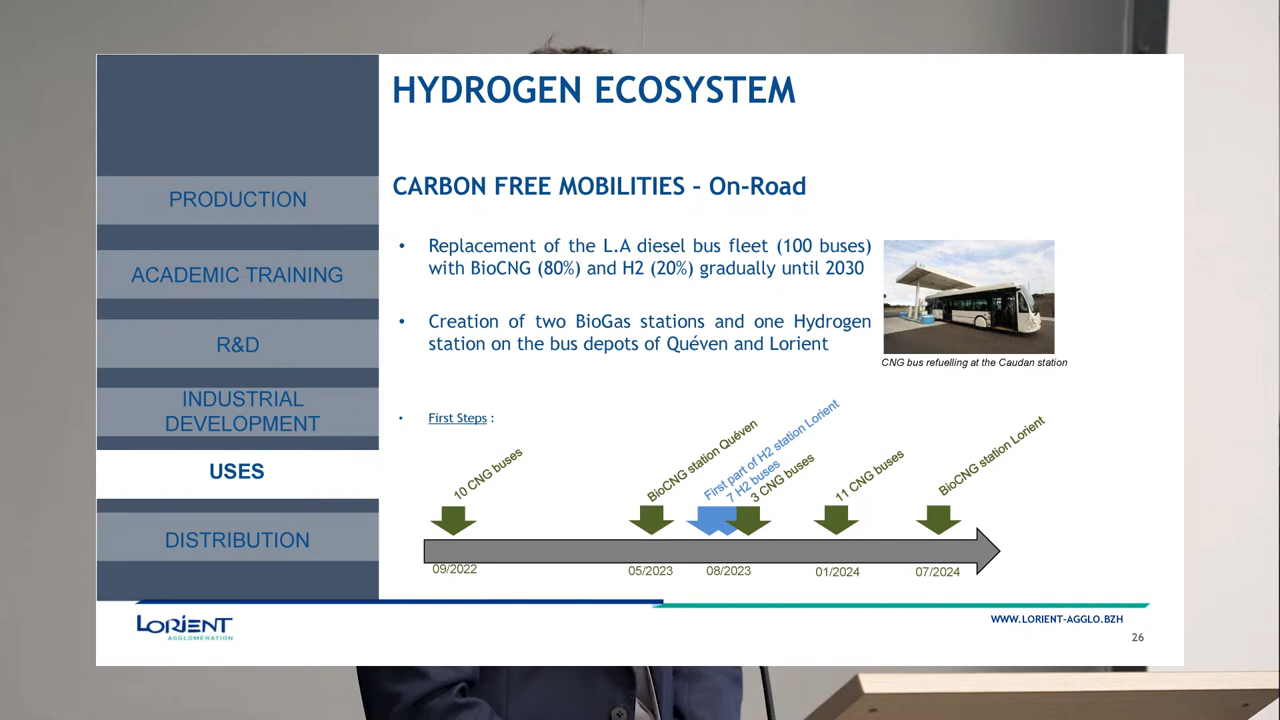 HYDROGEN ECOSYSTEM
PRODUCTION
ACADEMIC TRAINING
R&D
INDUSTRIAL
DEVELOPMENT
USES
DISTRIBUTION
CARBON FREE MOBILITIES – On-Road
• Replacement of the L.A diesel bus fleet (100 buses)
with BioCNG (80%) and H2 (20%) gradually until 2030
• Creation of two BioGas stations and one Hydrogen
station on the bus depots of Quéven and Lorient
CNG bus refuelling at the Caudan station
• First Steps :
10 CNG buses
BioCNG station Quéven
First part of H2 station Lorient
7 H2 buses
3 CNG buses
11 CNG buses
BioCNG station Lorient
09/2022
05/2023
08/2023
01/2024
07/2024
LORIENT
AGGLOMÉRATION
WWW.LORIENT-AGGLO.BZH
26